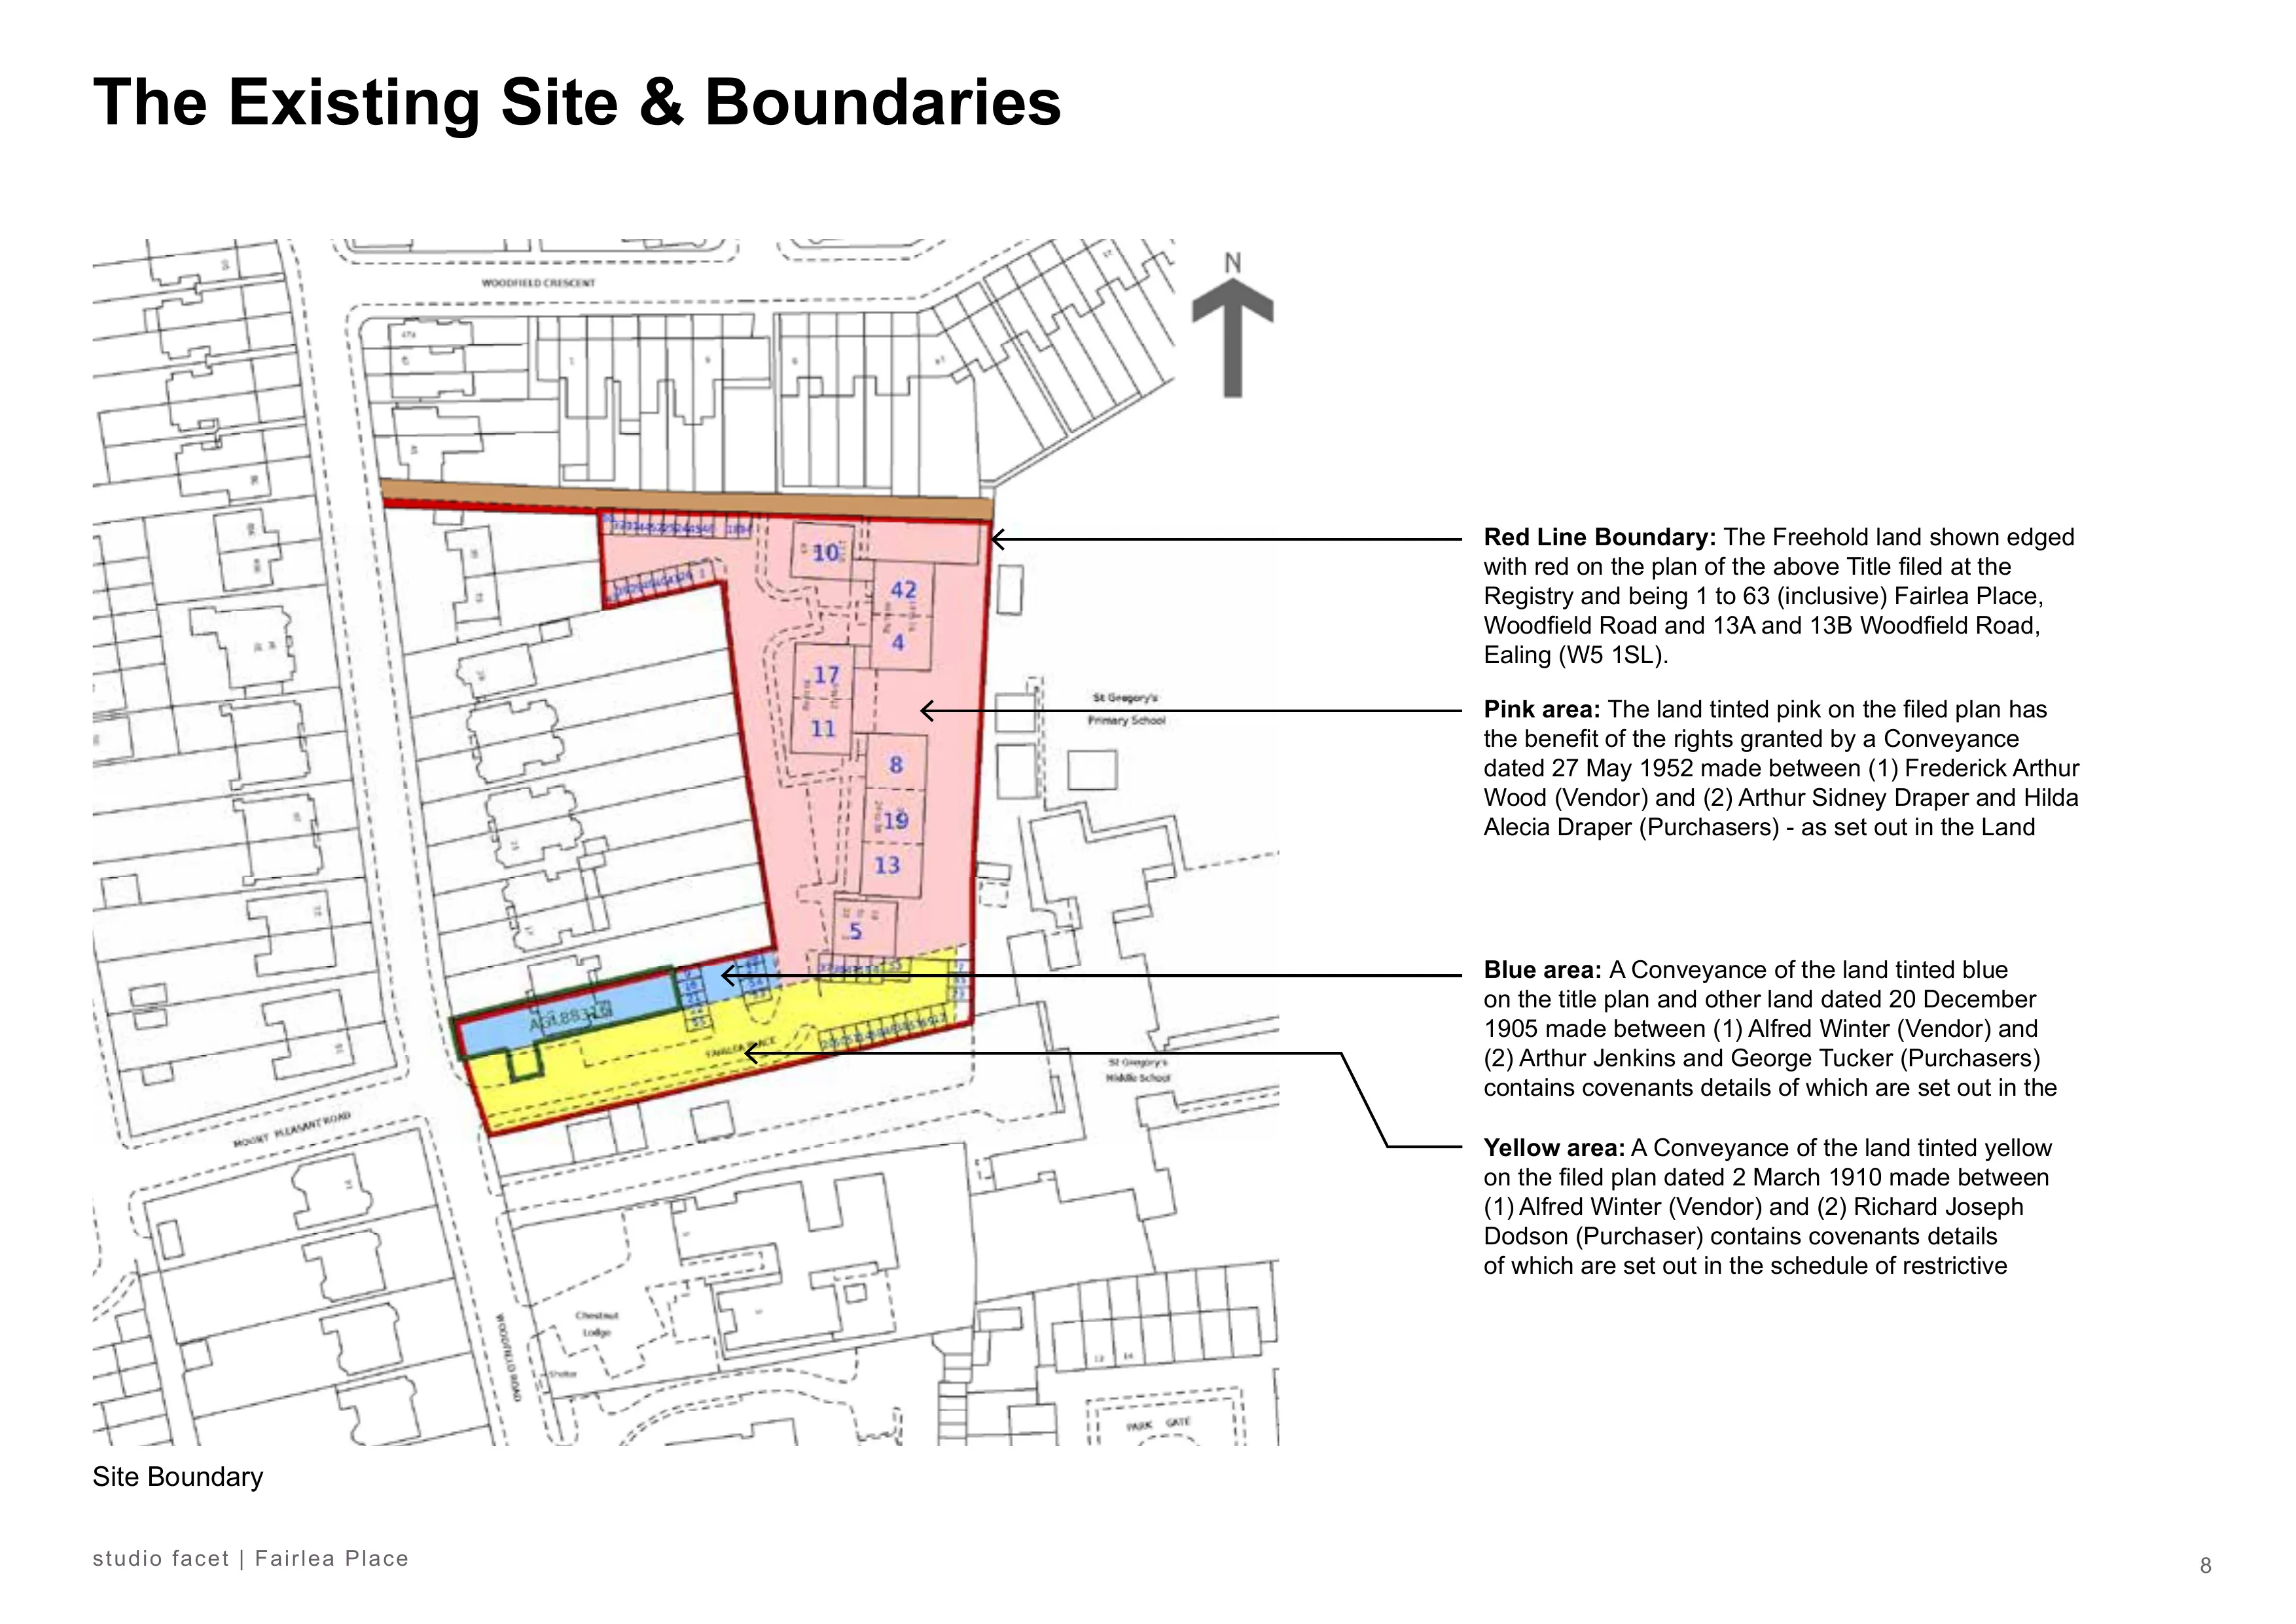 The Existing Site & Boundaries
WOODFIELD CRESCENT
N
10
42
4
17
11
8
19
13
5
St Gregory's
Primary School
FAIRLEA PLACE
St Gregory's
Middle School
MOUNT PLEASANT ROAD
WOODFIELD ROAD
Chestnut
Lodge
Shelter
PARK GATE
Red Line Boundary: The Freehold land shown edged
with red on the plan of the above Title filed at the
Registry and being 1 to 63 (inclusive) Fairlea Place,
Woodfield Road and 13A and 13B Woodfield Road,
Ealing (W5 1SL).
Pink area: The land tinted pink on the filed plan has
the benefit of the rights granted by a Conveyance
dated 27 May 1952 made between (1) Frederick Arthur
Wood (Vendor) and (2) Arthur Sidney Draper and Hilda
Alecia Draper (Purchasers) - as set out in the Land
Blue area: A Conveyance of the land tinted blue
on the title plan and other land dated 20 December
1905 made between (1) Alfred Winter (Vendor) and
(2) Arthur Jenkins and George Tucker (Purchasers)
contains covenants details of which are set out in the
Yellow area: A Conveyance of the land tinted yellow
on the filed plan dated 2 March 1910 made between
(1) Alfred Winter (Vendor) and (2) Richard Joseph
Dodson (Purchaser) contains covenants details
of which are set out in the schedule of restrictive
Site Boundary
studio facet | Fairlea Place
8